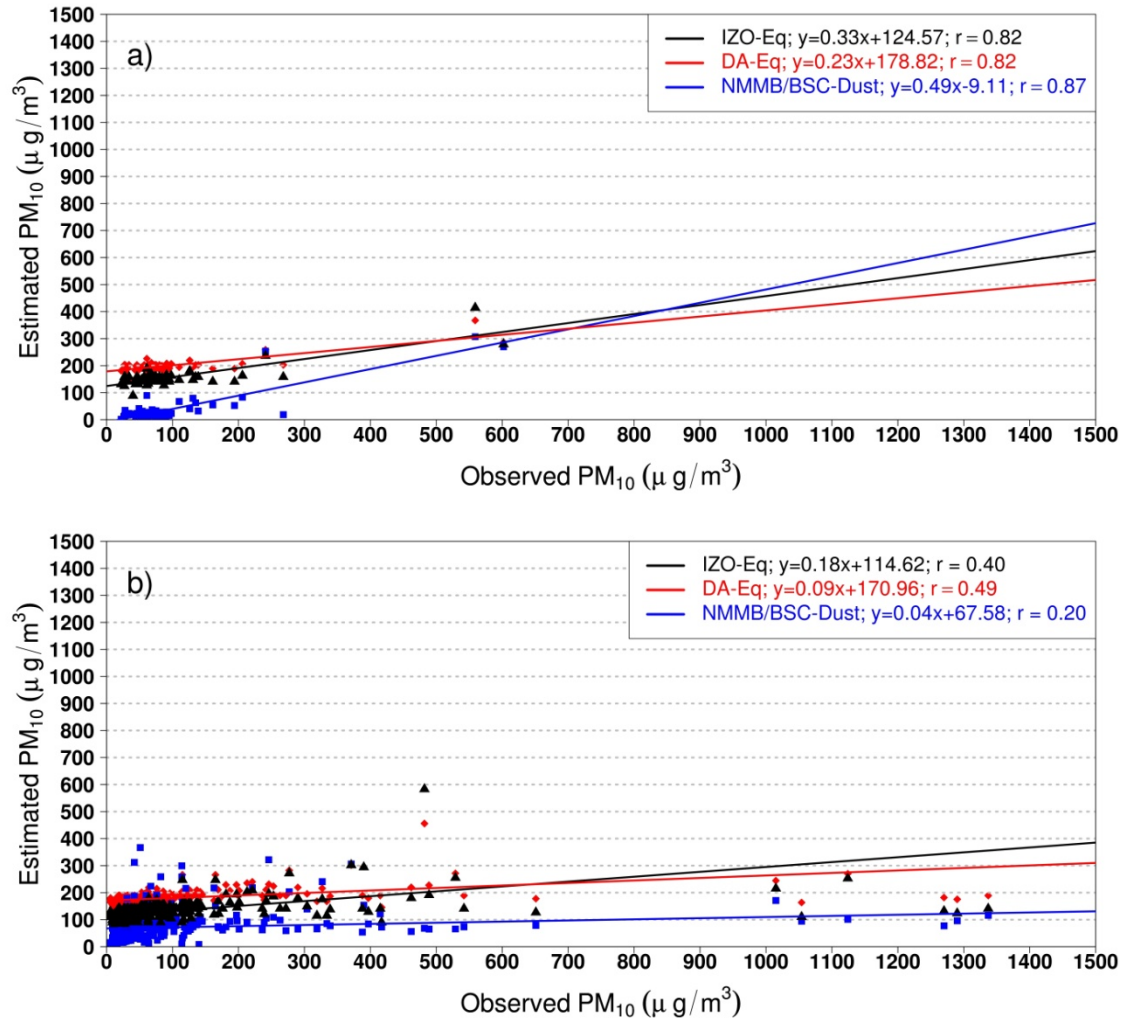 a)
IZO-Eq; y=0.33x+124.57; r = 0.82
DA-Eq; y=0.23x+178.82; r = 0.82
NMMB/BSC-Dust; y=0.49x-9.11; r = 0.87
Estimated PM10 (μ g/m3)
1500
1400
1300
1200
1100
1000
900
800
700
600
500
400
300
200
100
0
0 100 200 300 400 500 600 700 800 900 1000 1100 1200 1300 1400 1500
Observed PM10 (μ g/m3)
b)
IZO-Eq; y=0.18x+114.62; r = 0.40
DA-Eq; y=0.09x+170.96; r = 0.49
NMMB/BSC-Dust; y=0.04x+67.58; r = 0.20
Estimated PM10 (μ g/m3)
1500
1400
1300
1200
1100
1000
900
800
700
600
500
400
300
200
100
0
0 100 200 300 400 500 600 700 800 900 1000 1100 1200 1300 1400 1500
Observed PM10 (μ g/m3)